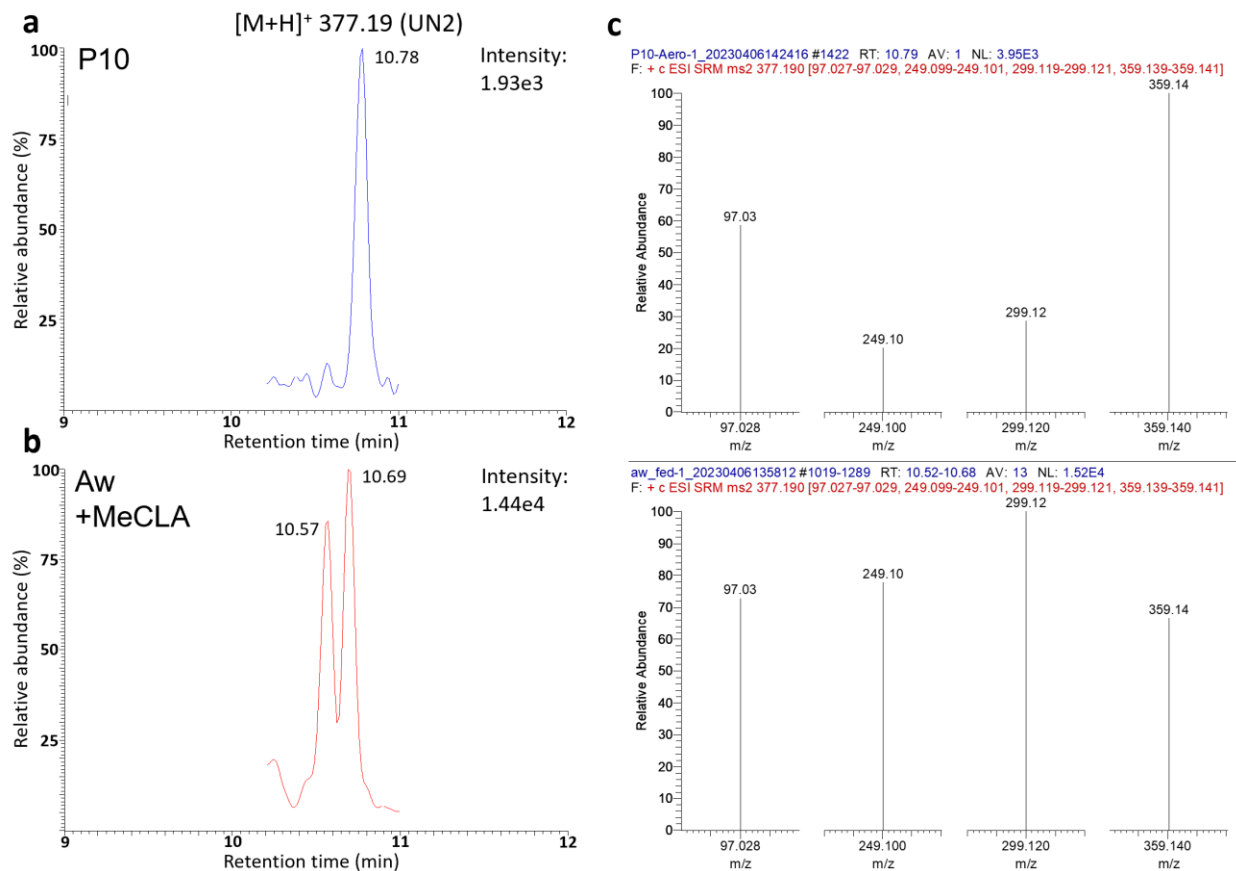 a
[M+H]+ 377.19 (UN2)
P10
10.78
Intensity:
1.93e3
100
75
50
25
Relative abundance (%)
9
10
11
12
Retention time (min)
b
Aw
+MeCLA
10.57
10.69
Intensity:
1.44e4
100
75
50
25
Relative abundance (%)
9
10
11
12
Retention time (min)
c
P10-Aero-1_20230406142416 #1422 RT: 10.79 AV: 1 NL: 3.95E3
F: + c ESI SRM ms2 377.190 [97.027-97.029, 249.099-249.101, 299.119-299.121, 359.139-359.141]
359.14
97.03
299.12
249.10
100
90
80
70
60
50
40
30
20
10
0
Relative Abundance
97.028
249.100
299.120
359.140
m/z
m/z
m/z
m/z
aw_fed-1_20230406135812 #1019-1289 RT: 10.52-10.68 AV: 13 NL: 1.52E4
F: + c ESI SRM ms2 377.190 [97.027-97.029, 249.099-249.101, 299.119-299.121, 359.139-359.141]
299.12
249.10
97.03
359.14
100
90
80
70
60
50
40
30
20
10
0
Relative Abundance
97.028
249.100
299.120
359.140
m/z
m/z
m/z
m/z